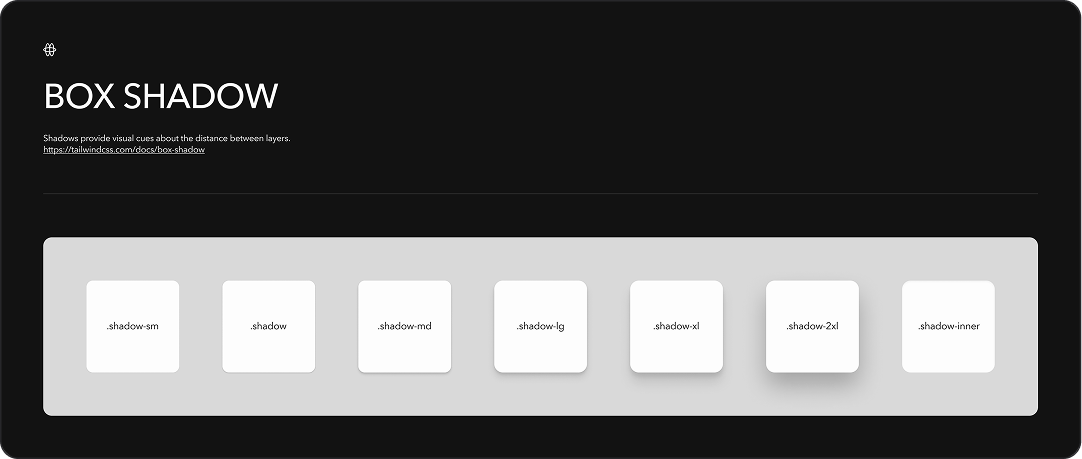 BOX SHADOW
Shadows provide visual cues about the distance between layers.
https://tailwindcss.com/docs/box-shadow
.shadow-sm
.shadow
.shadow-md
.shadow-lg
.shadow-xl
.shadow-2xl
.shadow-inner